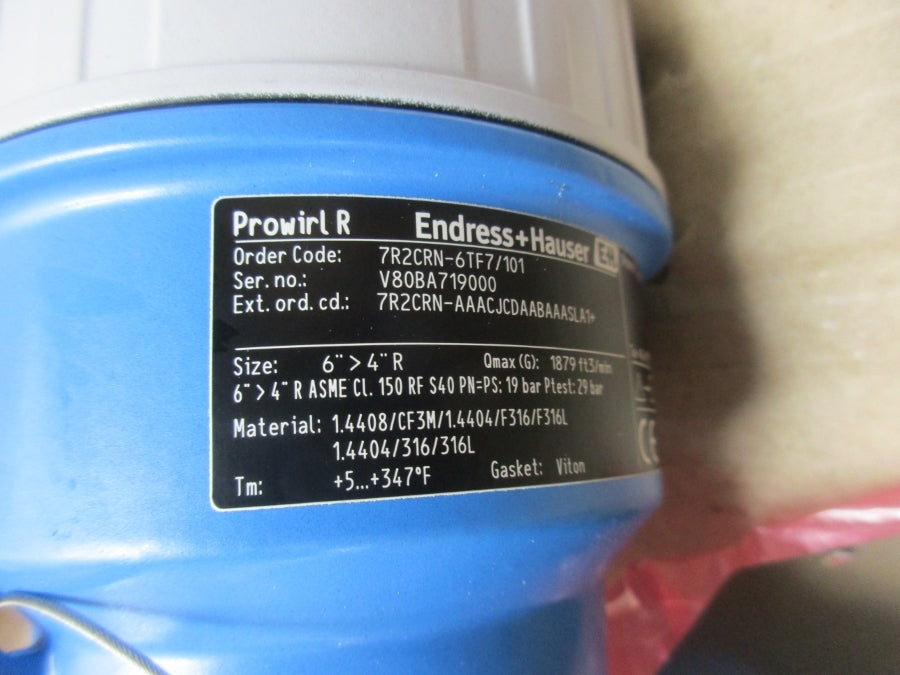 Prowirl R Endress+Hauser
Order Code: 7R2CRN-6TF7/101
Ser. no.: V80BA719000
Ext. ord. cd.: 7R2CRN-AAACJCDAABAAASLA1+
Size: 6">4"R Qmax (G): 1879 ft3/min
6">4"R ASME Cl. 150 RF S40 PN=PS: 19 bar Ptest: 29 bar
Material: 1.4408/CF3M/1.4404/F316/F316L
1.4404/316/316L
Tm: +5...+347°F Gasket: Viton
CE